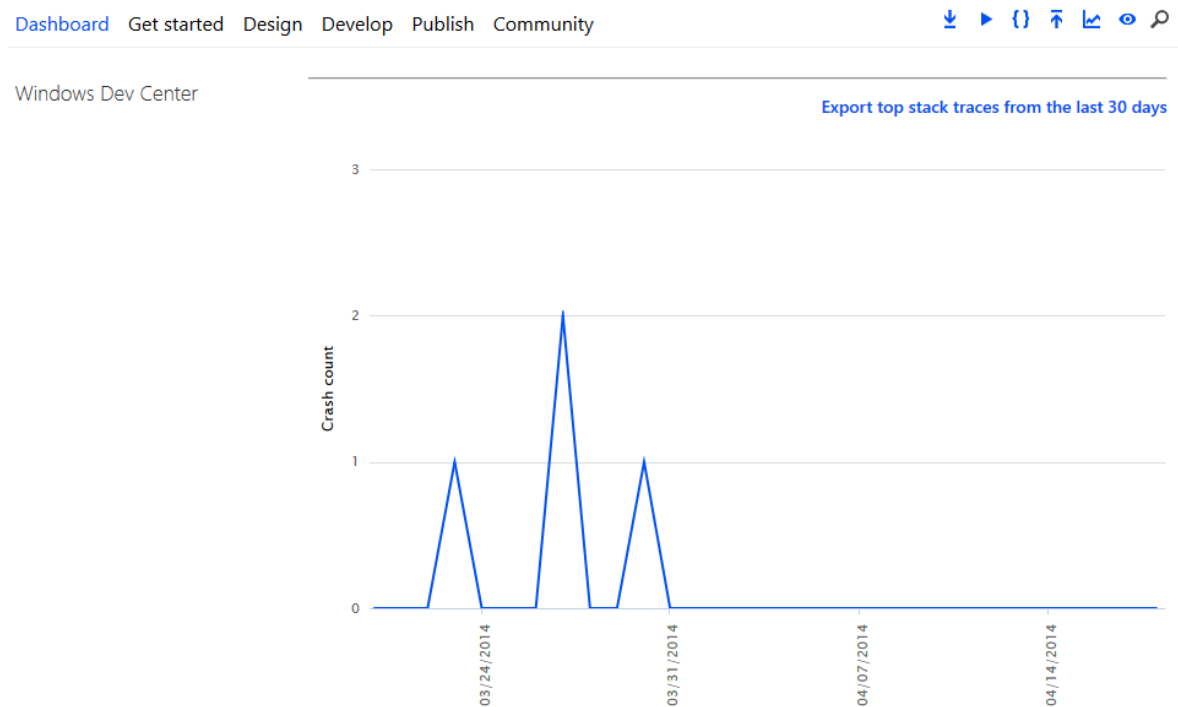 Dashboard Get started Design Develop Publish Community
Windows Dev Center
Export top stack traces from the last 30 days
3
2
1
0
Crash count
03/24/2014
03/31/2014
04/07/2014
04/14/2014